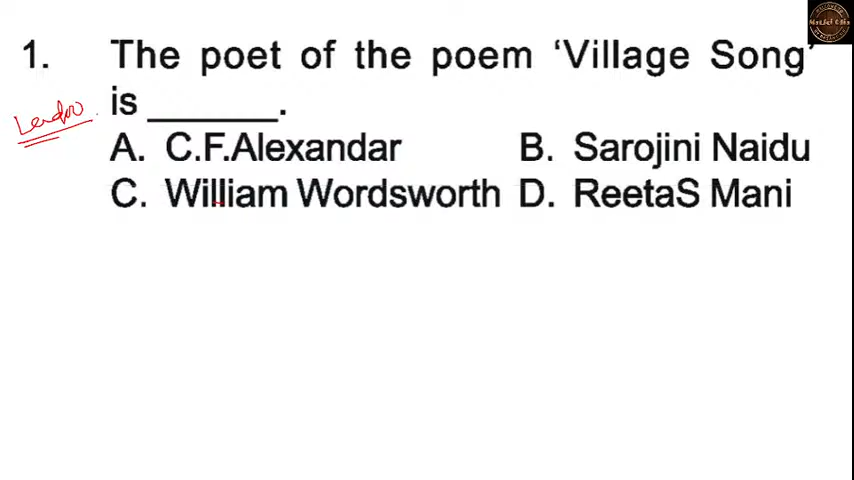 1. The poet of the poem ‘Village Song’
is ______.
A. C.F.Alexandar B. Sarojini Naidu
C. William Wordsworth D. ReetaS Mani